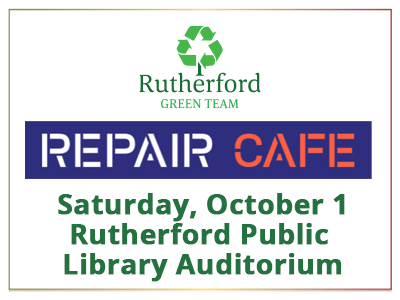 Rutherford
GREEN TEAM
REPAIR CAFE
Saturday, October 1
Rutherford Public
Library Auditorium